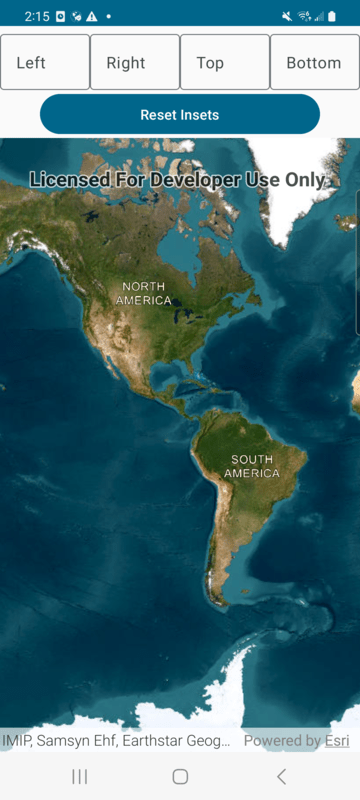 2:15
Left
Right
Top
Bottom
Reset Insets
Licensed For Developer Use Only
NORTH
AMERICA
SOUTH
AMERICA
IMIP, Samsyn Ehf, Earthstar Geog... Powered by Esri